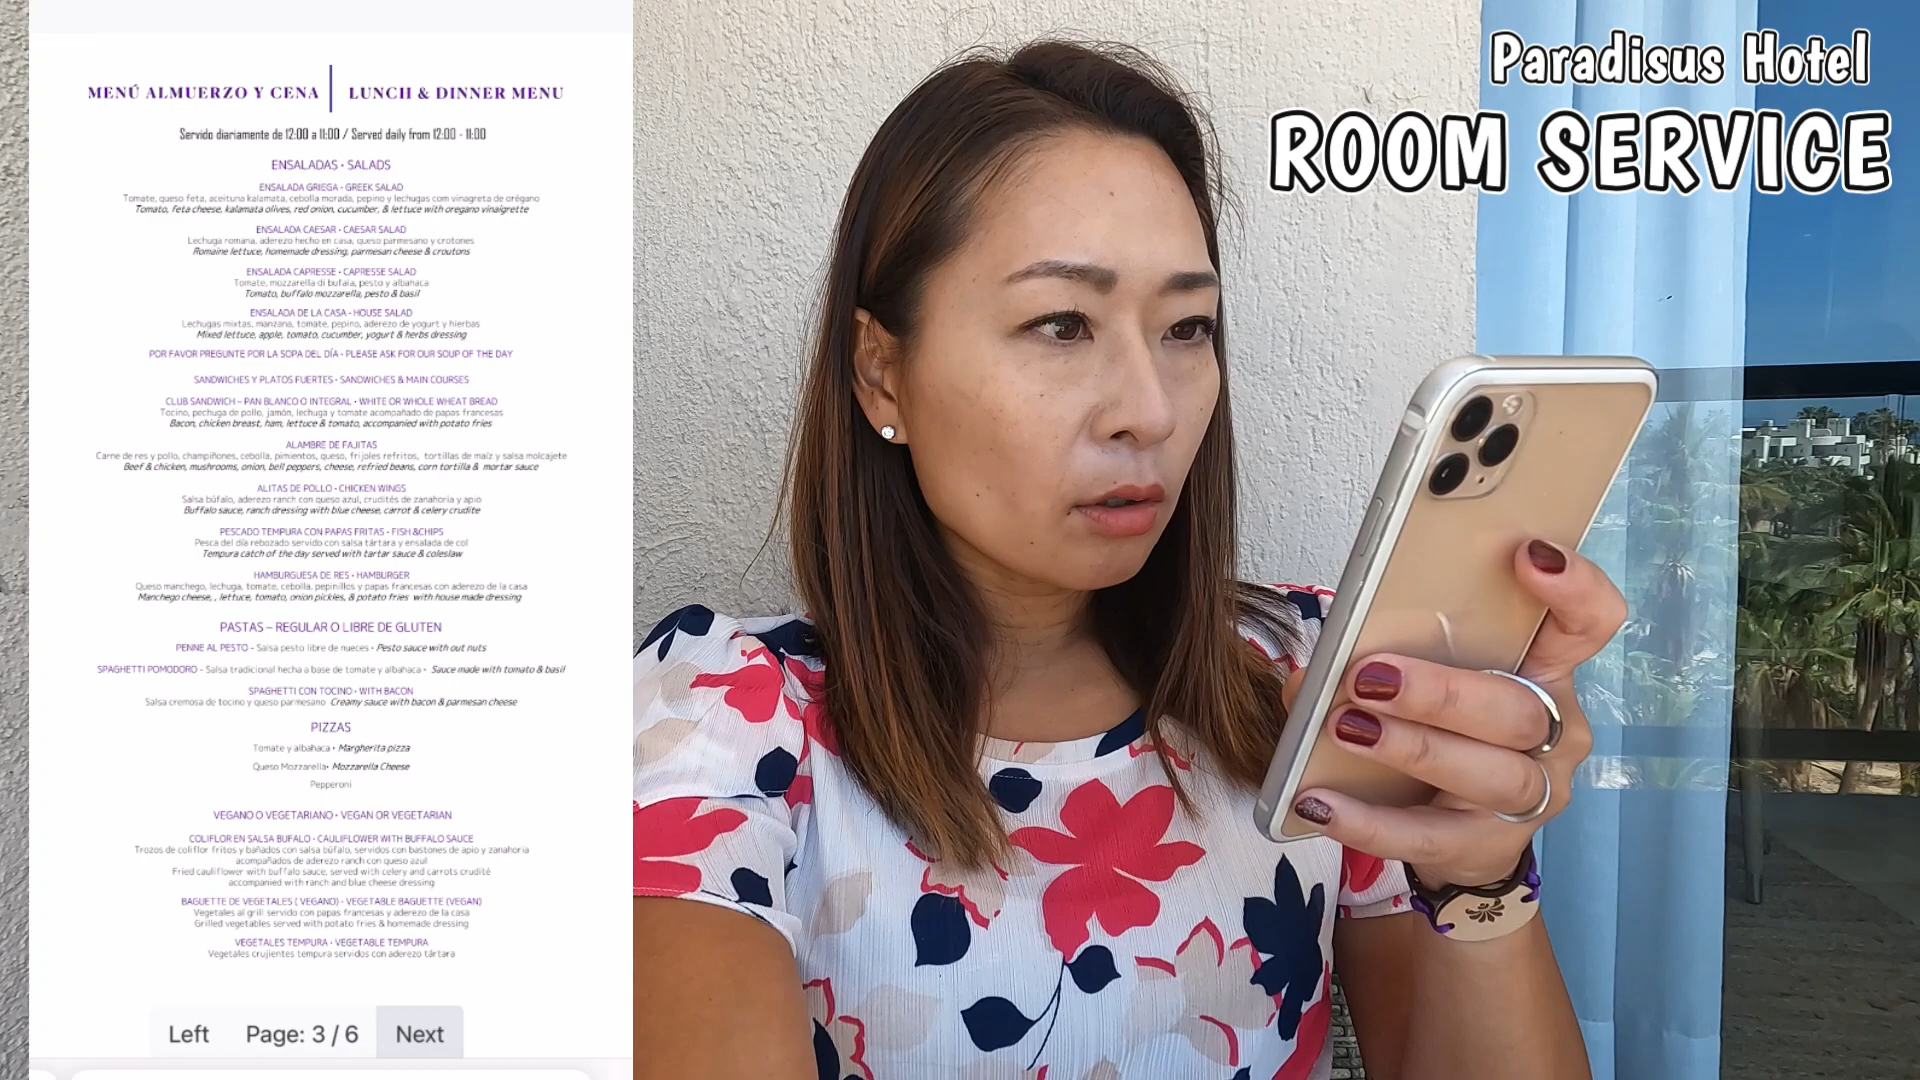 MENÚ ALMUERZO Y CENA | LUNCH & DINNER MENU
Servido diariamente de 12:00 a 11:00 / Served daily from 12:00 - 11:00
ENSALADAS • SALADS
ENSALADA GRIEGA • GREEK SALAD
Tomate, queso feta, aceituna kalamata, cebolla morada, pepino y lechugas com vinagreta de orégano
Tomato, feta cheese, kalamata olives, red onion, cucumber, & lettuce with oregano vinaigrette
ENSALADA CAESAR • CAESAR SALAD
Lechuga romana, aderezo hecho en casa, queso parmesano y crotones
Romaine lettuce, homemade dressing, parmesan cheese & croutons
ENSALADA CAPRESSE • CAPRESSE SALAD
Tomate, mozzarella di bufala, pesto y albahaca
Tomato, buffalo mozzarella, pesto & basil
ENSALADA DE LA CASA • HOUSE SALAD
Lechugas mixtas, manzana, tomate, pepino, aderezo de yogurt y hierbas
Mixed lettuce, apple, tomato, cucumber, yogurt & herbs dressing
POR FAVOR PREGUNTE POR LA SOPA DEL DÍA • PLEASE ASK FOR OUR SOUP OF THE DAY
SANDWICHES Y PLATOS FUERTES • SANDWICHES & MAIN COURSES
CLUB SANDWICH – PAN BLANCO O INTEGRAL • WHITE OR WHOLE WHEAT BREAD
Tocino, pechuga de pollo, jamón, lechuga y tomate acompañado de papas francesas
Bacon, chicken breast, ham, lettuce & tomato, accompanied with potato fries
ALAMBRE DE FAJITAS
Carne de res y pollo, champiñones, cebolla, pimientos, queso, frijoles refritos, tortillas de maíz y salsa molcajete
Beef & chicken, mushrooms, onion, bell peppers, cheese, refried beans, corn tortilla & mortar sauce
ALITAS DE POLLO • CHICKEN WINGS
Salsa búfalo, aderezo ranch con queso azul, crudités de zanahoria y apio
Buffalo sauce, ranch dressing with blue cheese, carrot & celery crudite
PESCADO TEMPURA CON PAPAS FRITAS • FISH &CHIPS
Pesca del día rebozado servido con salsa tártara y ensalada de col
Tempura catch of the day served with tartar sauce & coleslaw
HAMBURGUESA DE RES • HAMBURGER
Queso manchego, lechuga, tomate, cebolla, pepinillos y papas francesas con aderezo de la casa
Manchego cheese, , lettuce, tomato, onion pickles, & potato fries with house made dressing
PASTAS – REGULAR O LIBRE DE GLUTEN
PENNE AL PESTO - Salsa pesto libre de nueces • Pesto sauce with out nuts
SPAGHETTI POMODORO - Salsa tradicional hecha a base de tomate y albahaca • Sauce made with tomato & basil
SPAGHETTI CON TOCINO • WITH BACON
Salsa cremosa de tocino y queso parmesano Creamy sauce with bacon & parmesan cheese
PIZZAS
Tomate y albahaca • Margherita pizza
Queso Mozzarella• Mozzarella Cheese
Pepperoni
VEGANO O VEGETARIANO • VEGAN OR VEGETARIAN
COLIFLOR EN SALSA BUFALO • CAULIFLOWER WITH BUFFALO SAUCE
Trozos de coliflor fritos y bañados con salsa búfalo, servidos con bastones de apio y zanahoria
acompañados de aderezo ranch con queso azul
Fried cauliflower with buffalo sauce, served with celery and carrots crudité
accompanied with ranch and blue cheese dressing
BAGUETTE DE VEGETALES ( VEGANO) • VEGETABLE BAGUETTE (VEGAN)
Vegetales al grill servido con papas francesas y aderezo de la casa
Grilled vegetables served with potato fries & homemade dressing
VEGETALES TEMPURA • VEGETABLE TEMPURA
Vegetales crujientes tempura servidos con aderezo tártara
Left Page: 3 / 6 Next
Paradisus Hotel
ROOM SERVICE